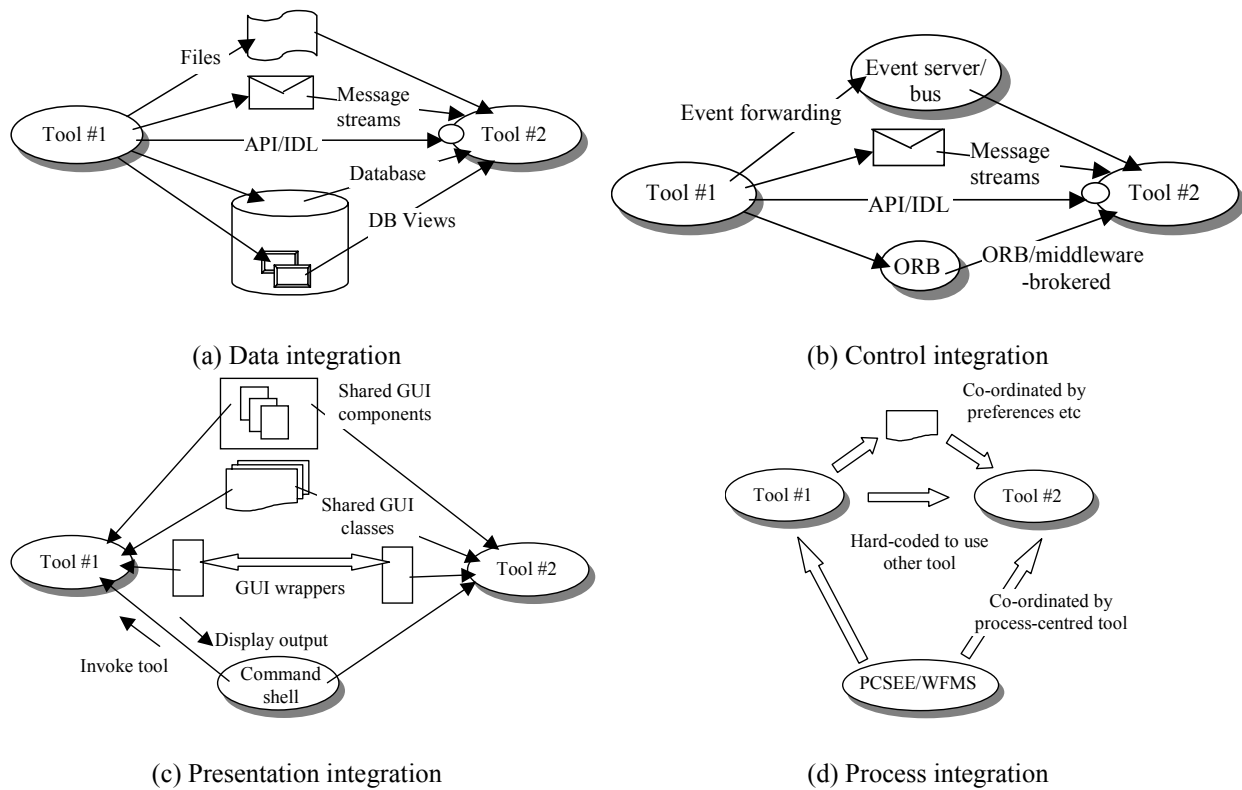 Files
Message
streams
Tool #1
API/IDL
Tool #2
Database
DB Views
(a) Data integration
Event server/
bus
Event forwarding
Message
streams
Tool #1
API/IDL
Tool #2
ORB
ORB/middleware
-brokered
(b) Control integration
Shared GUI
components
Shared GUI
classes
Tool #1
GUI wrappers
Tool #2
Display output
Invoke tool
Command
shell
(c) Presentation integration
Co-ordinated by
preferences etc
Tool #1
Tool #2
Hard-coded to use
other tool
Co-ordinated by
process-centred tool
PCSEE/WFMS
(d) Process integration